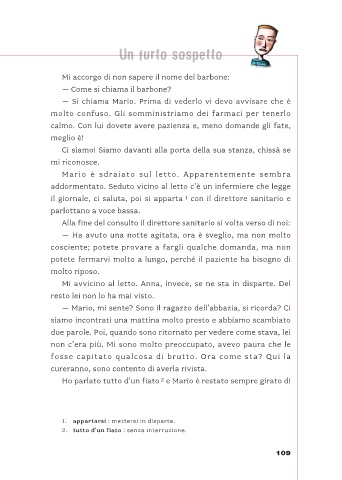 Un furto sospetto
Mi accorgo di non sapere il nome del barbone:
— Come si chiama il barbone?
— Si chiama Mario. Prima di vederlo vi devo avvisare che è
molto confuso. Gli somministriamo dei farmaci per tenerlo
calmo. Con lui dovete avere pazienza e, meno domande gli fate,
meglio è!
Ci siamo! Siamo davanti alla porta della sua stanza, chissà se
mi riconosce.
Mario è sdraiato sul letto. Apparentemente sembra
addormentato. Seduto vicino al letto c'è un infermiere che legge
il giornale, ci saluta, poi si apparta 1 con il direttore sanitario e
parlottano a voce bassa.
Alla fine del consulto il direttore sanitario si volta verso di noi:
— Ha avuto una notte agitata, ora è sveglio, ma non molto
cosciente; potete provare a fargli qualche domanda, ma non
potete fermarvi molto a lungo, perché il paziente ha bisogno di
molto riposo.
Mi avvicino al letto. Anna, invece, se ne sta in disparte. Del
resto lei non lo ha mai visto.
— Mario, mi sente? Sono il ragazzo dell'abbazia, si ricorda? Ci
siamo incontrati una mattina molto presto e abbiamo scambiato
due parole. Poi, quando sono ritornato per vedere come stava, lei
non c'era più. Mi sono molto preoccupato, avevo paura che le
fosse capitato qualcosa di brutto. Ora come sta? Qui la
cureranno, sono contento di averla rivista.
Ho parlato tutto d'un fiato 2 e Mario è restato sempre girato di
1. appartarsi : mettersi in disparte.
2. tutto d'un fiato : senza interruzione.
109